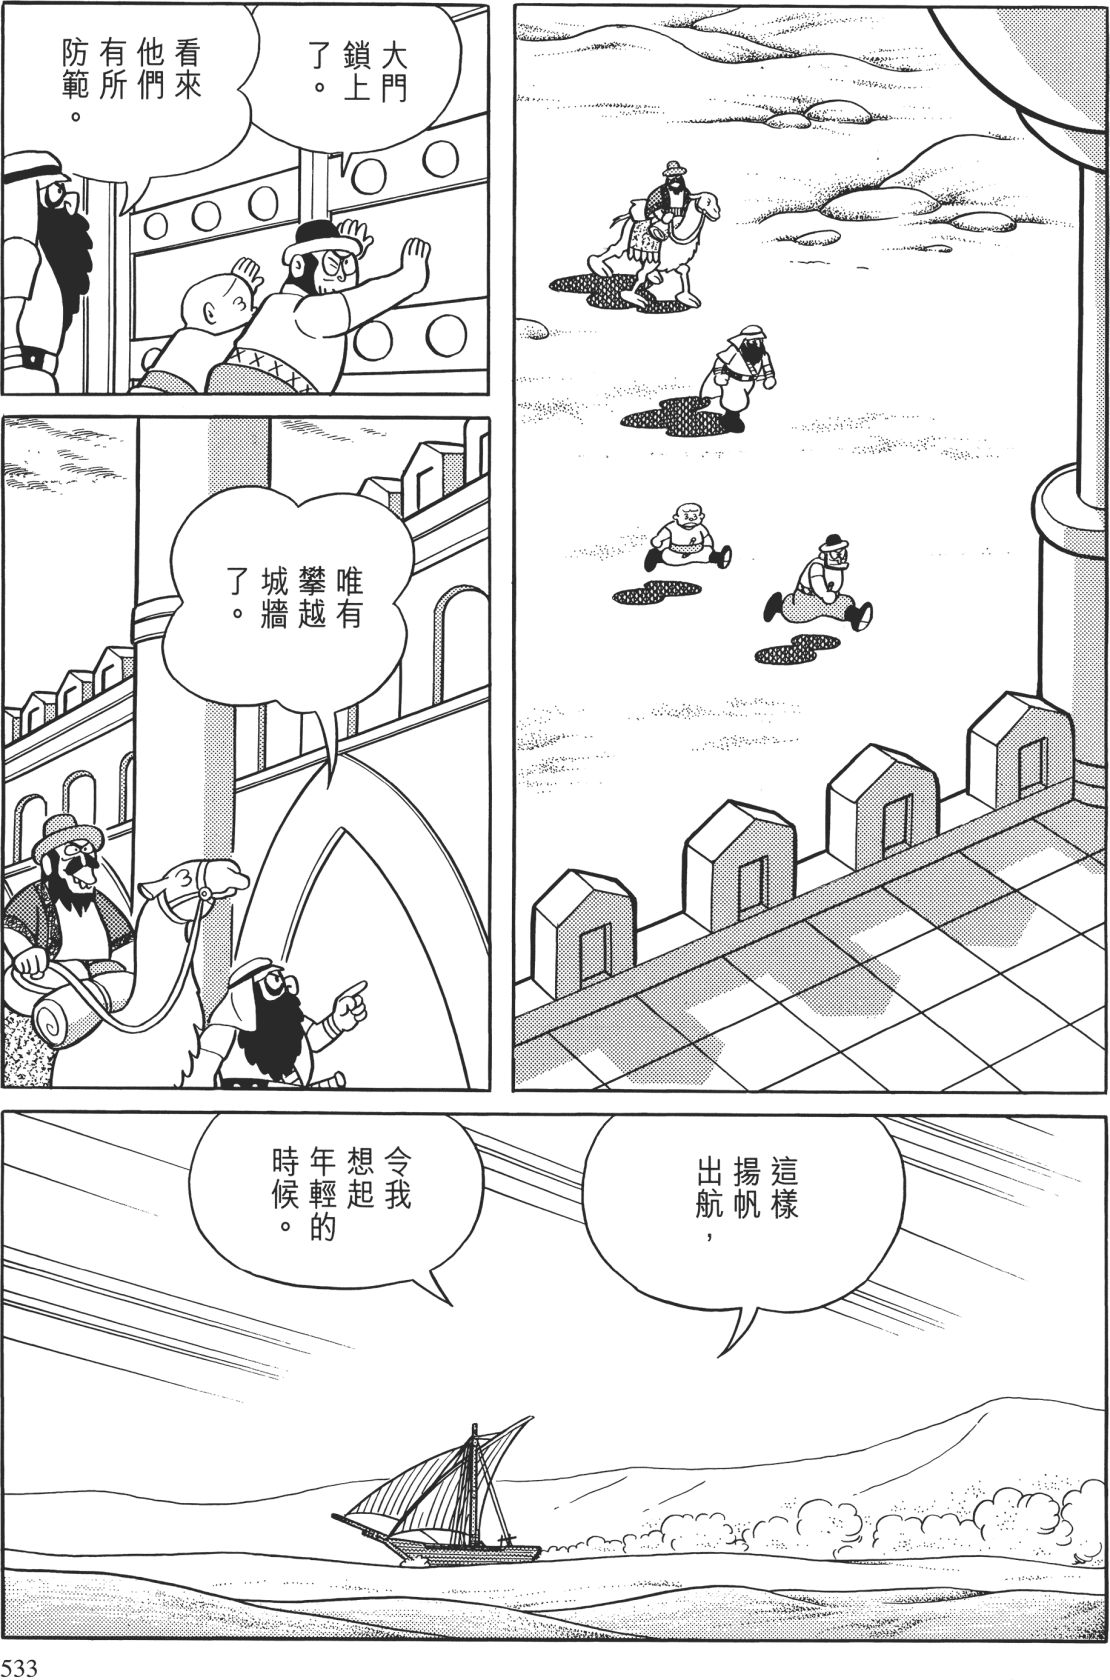 大門
鎖上
了。
看來
他們
有所
防範。
唯有
攀越
城牆
了。
這樣
揚帆
出航，
令我
想起
年輕的
時候。
533